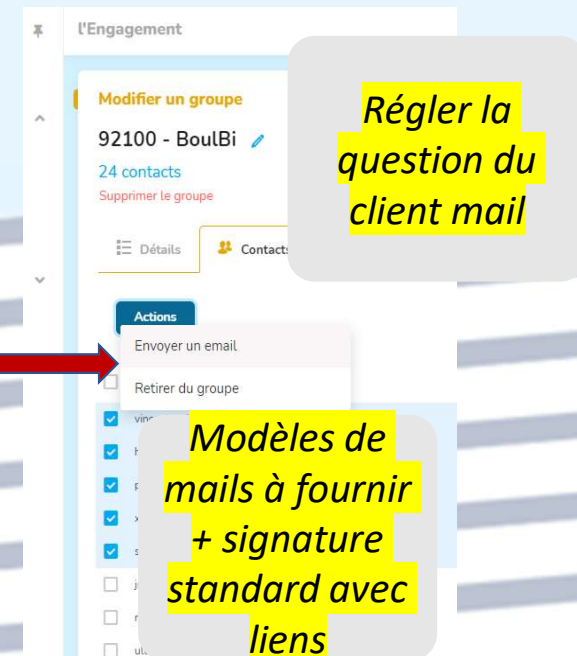 l'Engagement
Modifier un groupe
92100 - BoulBi
24 contacts
Supprimer le groupe
Détails
Contacts
Actions
Envoyer un email
Retirer du groupe
Régler la
question du
client mail
Modèles de
mails à fournir
+ signature
standard avec
liens